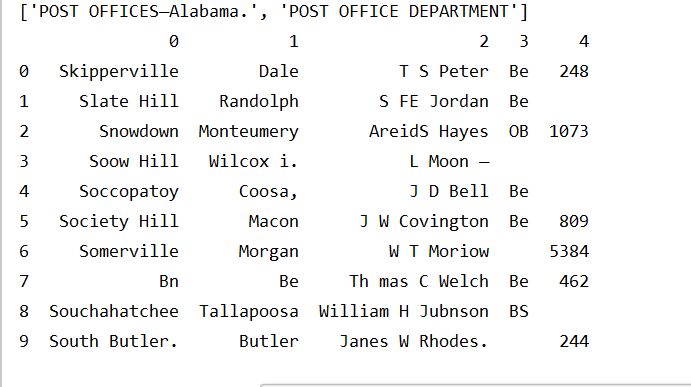 ['POST OFFICES—Alabama.', 'POST OFFICE DEPARTMENT']
0 1 2 3 4
0 Skipperville Dale T S Peter Be 248
1 Slate Hill Randolph S FE Jordan Be
2 Snowdown Monteumery AreidS Hayes OB 1073
3 Soow Hill Wilcox i. L Moon —
4 Soccopatoy Coosa, J D Bell Be
5 Society Hill Macon J W Covington Be 809
6 Somerville Morgan W T Moriow 5384
7 Bn Be Th mas C Welch Be 462
8 Souchahatchee Tallapoosa William H Jubnson BS
9 South Butler. Butler Janes W Rhodes. 244